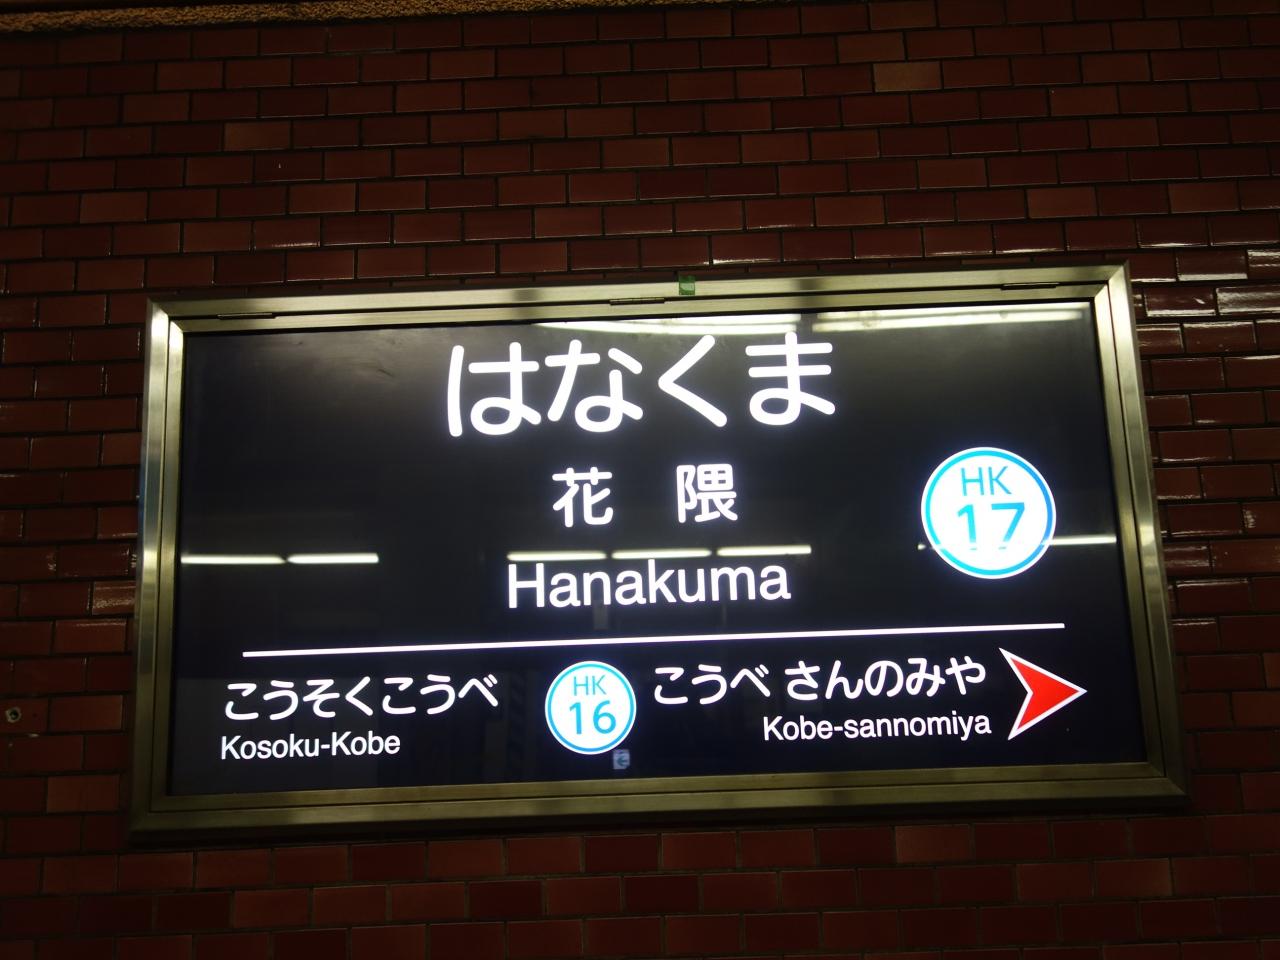 はなくま
花 隈
Hanakuma
HK
17
こうそくこうべ
Kosoku-Kobe
HK
16
こうべ さんのみや
Kobe-sannomiya